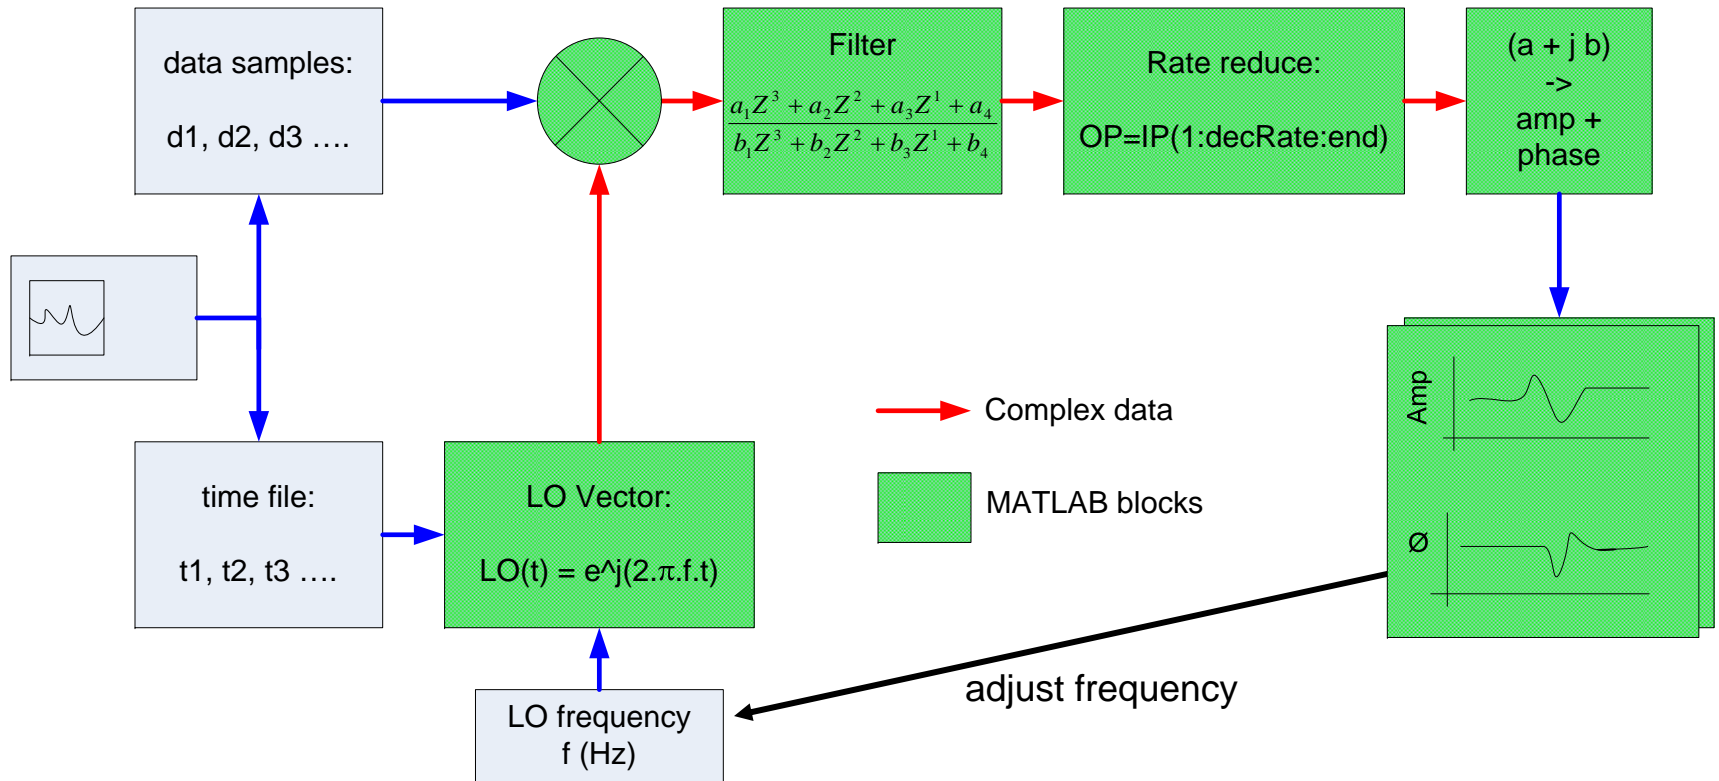 data samples:
d1, d2, d3 ….
Filter
a₁Z³ + a₂Z² + a₃Z¹ + a₄
b₁Z³ + b₂Z² + b₃Z¹ + b₄
Rate reduce:
OP=IP(1:decRate:end)
(a + j b)
->
amp +
phase
time file:
t1, t2, t3 ….
LO Vector:
LO(t) = e^j(2.π.f.t)
LO frequency
f (Hz)
Complex data
MATLAB blocks
Amp
Ø
adjust frequency